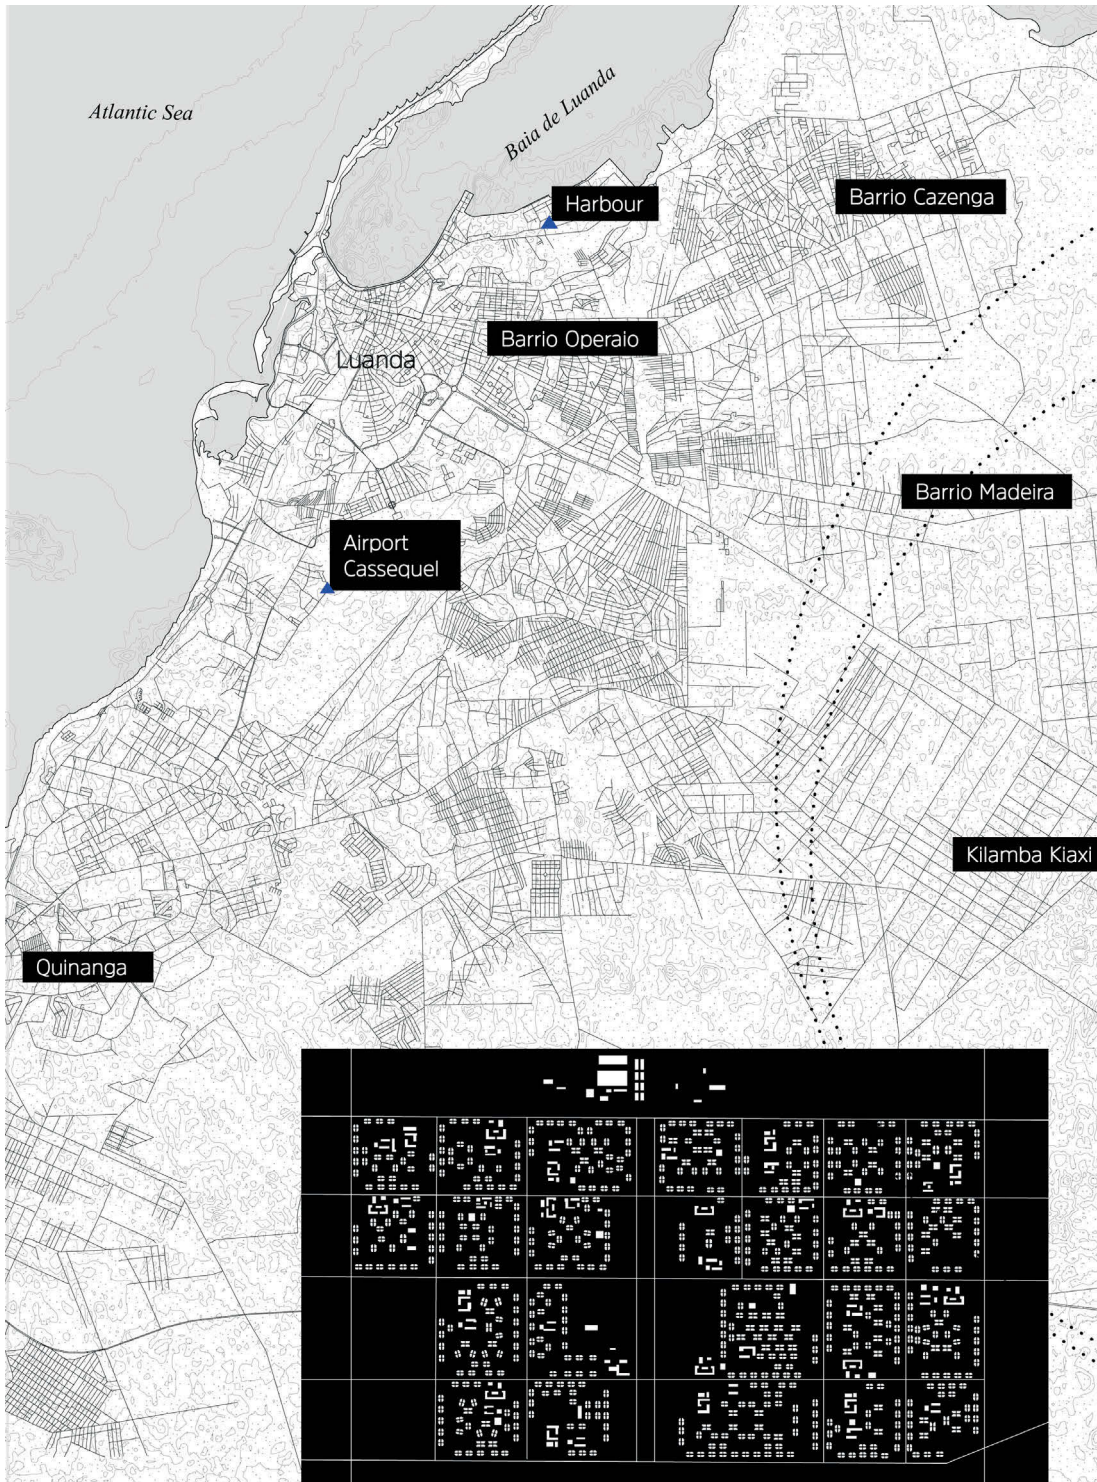 Atlantic Sea
Baia de Luanda
Harbour
Barrio Cazenga
Barrio Operaio
Luanda
Barrio Madeira
Airport
Cassequel
Kilamba Kiaxi
Quinanga